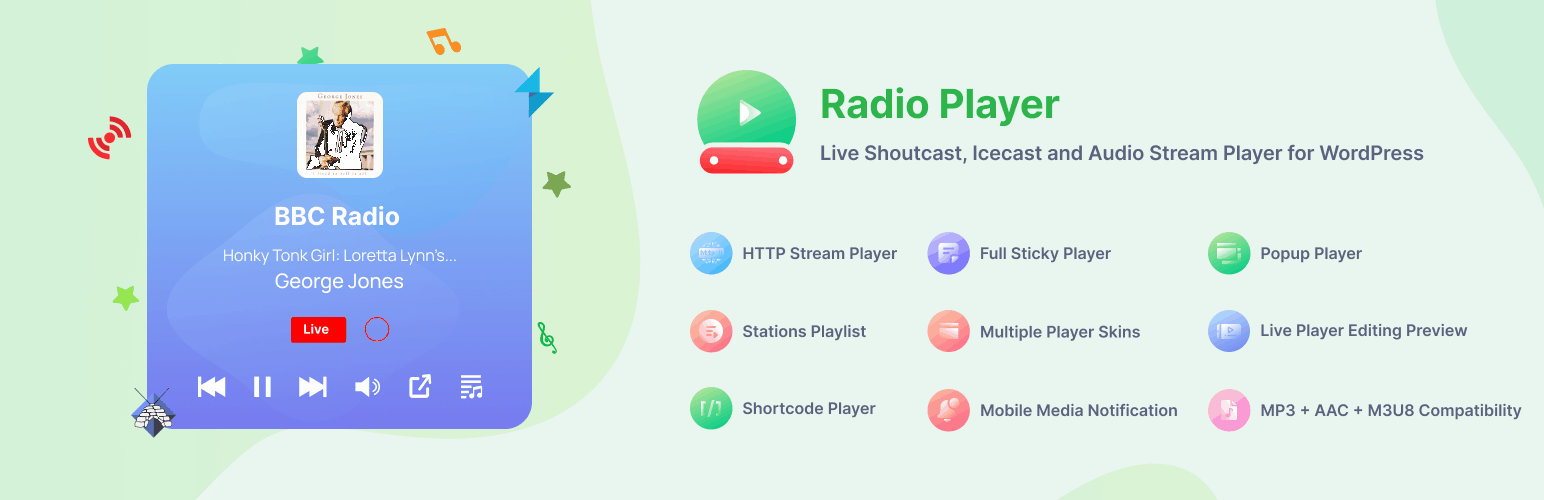 GEORGE JONES
BBC Radio
Honky Tonk Girl: Loretta Lynn's...
George Jones
Live
Radio Player
Live Shoutcast, Icecast and Audio Stream Player for WordPress
HTTP Stream Player
Full Sticky Player
Popup Player
Stations Playlist
Multiple Player Skins
Live Player Editing Preview
Shortcode Player
Mobile Media Notification
MP3 + AAC + M3U8 Compatibility